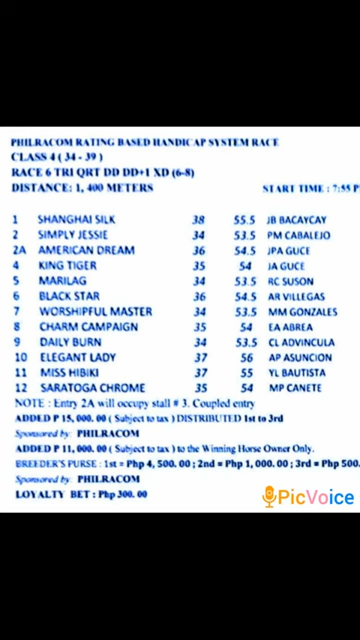 PHILRACOM RATING BASED HANDICAP SYSTEM RACE
CLASS 4 ( 34 - 39 )
RACE 6 TRI QRT DD DD+1 XD (6-8)
DISTANCE: 1, 400 METERS START TIME : 7:55 P
1 SHANGHAI SILK 38 55.5 JB BACAYCAY
2 SIMPLY JESSIE 34 53.5 PM CABALEJO
2A AMERICAN DREAM 36 54.5 JPA GUCE
4 KING TIGER 35 54 JA GUCE
5 MARILAG 34 53.5 RC SUSON
6 BLACK STAR 36 54.5 AR VILLEGAS
7 WORSHIPFUL MASTER 34 53.5 MM GONZALES
8 CHARM CAMPAIGN 35 54 EA ABREA
9 DAILY BURN 34 53.5 CL ADVINCULA
10 ELEGANT LADY 37 56 AP ASUNCION
11 MISS HIBIKI 37 55 YL BAUTISTA
12 SARATOGA CHROME 35 54 MP CANETE
NOTE : Entry 2A will occupy stall # 3. Coupled entry
ADDED P 15, 000. 00 ( Subject to tax ) DISTRIBUTED 1st to 3rd
Sponsored by: PHILRACOM
ADDED P 11, 000. 00 ( Subject to tax ) to the Winning Horse Owner Only.
BREEDER'S PURSE : 1st = Php 4, 500. 00 ; 2nd = Php 1, 000. 00 ; 3rd = Php 500.
Sponsored by: PHILRACOM
LOYALTY BET : Php 300. 00
PicVoice